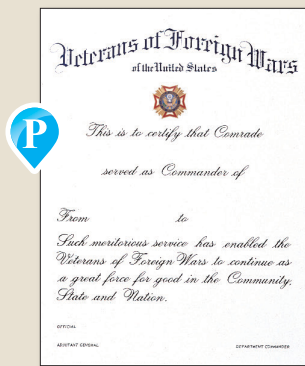 Veterans of Foreign Wars
of the United States
P
This is to certify that Comrade
served as Commander of
From to
Such meritorious service has enabled the
Veterans of Foreign Wars to continue as
a great force for good in the Community,
State and Nation.
OFFICIAL
ADJUTANT GENERAL DEPARTMENT COMMANDER